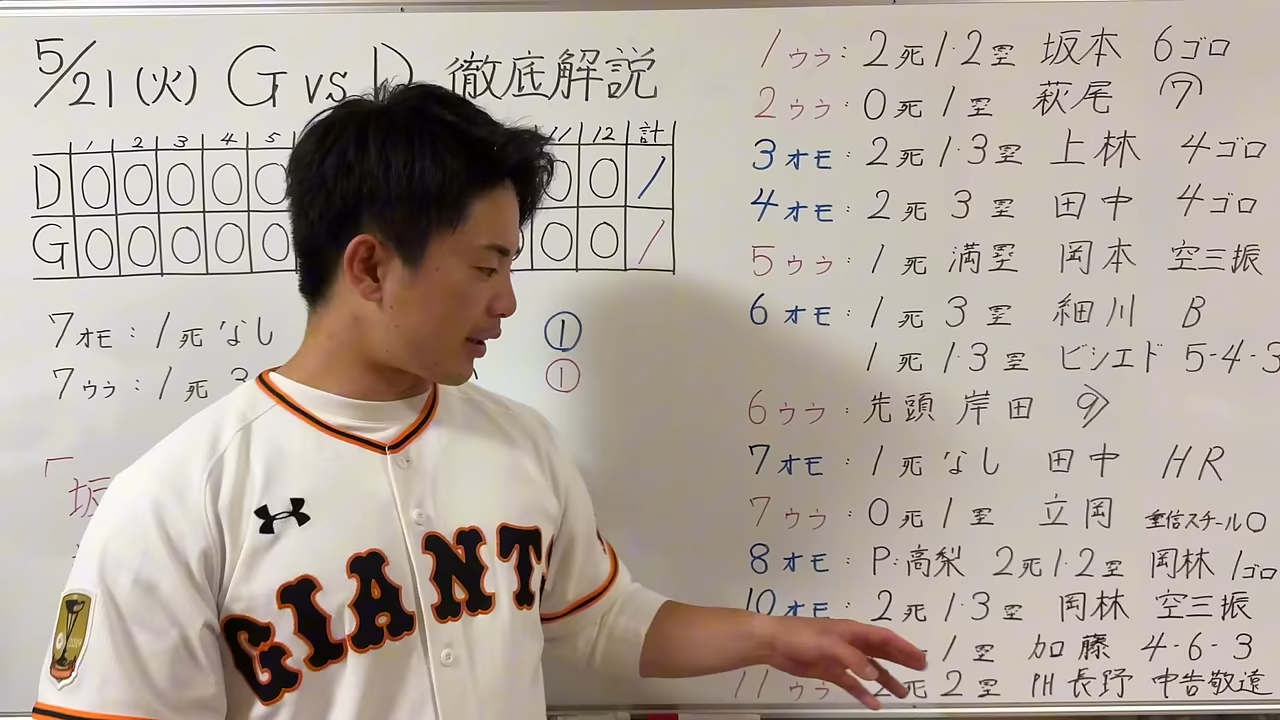 5/21(火) G vs D 徹底解説
1 2 3 4 5 11 12 計
D 0 0 0 0 0 0 0 1
G 0 0 0 0 0 0 0 1
7オモ:1死なし ①
7ウラ:1死3 ①
「坂
1ウラ:2死1・2塁 坂本 6ゴロ
2ウラ:0死1塁 萩尾 7
3オモ:2死1・3塁 上林 4ゴロ
4オモ:2死3塁 田中 4ゴロ
5ウラ:1死満塁 岡本 空三振
6オモ:1死3塁 細川 B
1死1・3塁 ビシエド 5-4-3
6ウラ:先頭 岸田 9
7オモ:1死なし 田中 HR
7ウラ:0死1塁 立岡 重信スチール○
8オモ:P:高梨 2死1・2塁 岡林 1ゴロ
10オモ:2死1・3塁 岡林 空三振
1塁 加藤 4-6-3
11ウラ 2死2塁 PH長野 申告敬遠
GIANTS